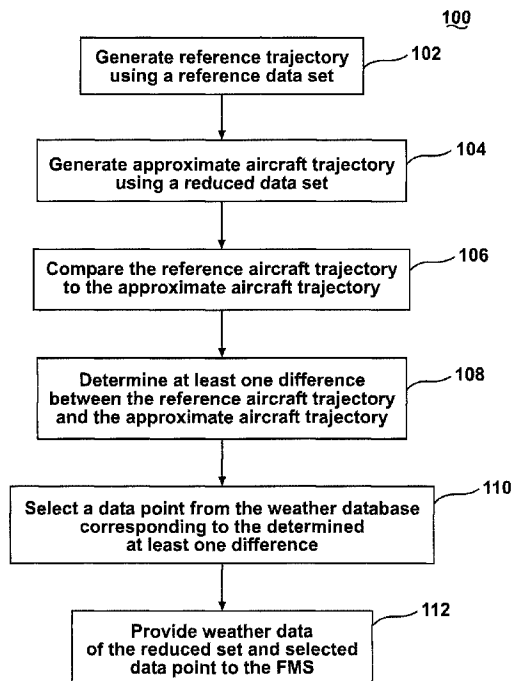 100
Generate reference trajectory
using a reference data set
102
Generate approximate aircraft trajectory
using a reduced data set
104
Compare the reference aircraft trajectory
to the approximate aircraft trajectory
106
Determine at least one difference
between the reference aircraft trajectory
and the approximate aircraft trajectory
108
Select a data point from the weather database
corresponding to the determined
at least one difference
110
Provide weather data
of the reduced set and selected
data point to the FMS
112